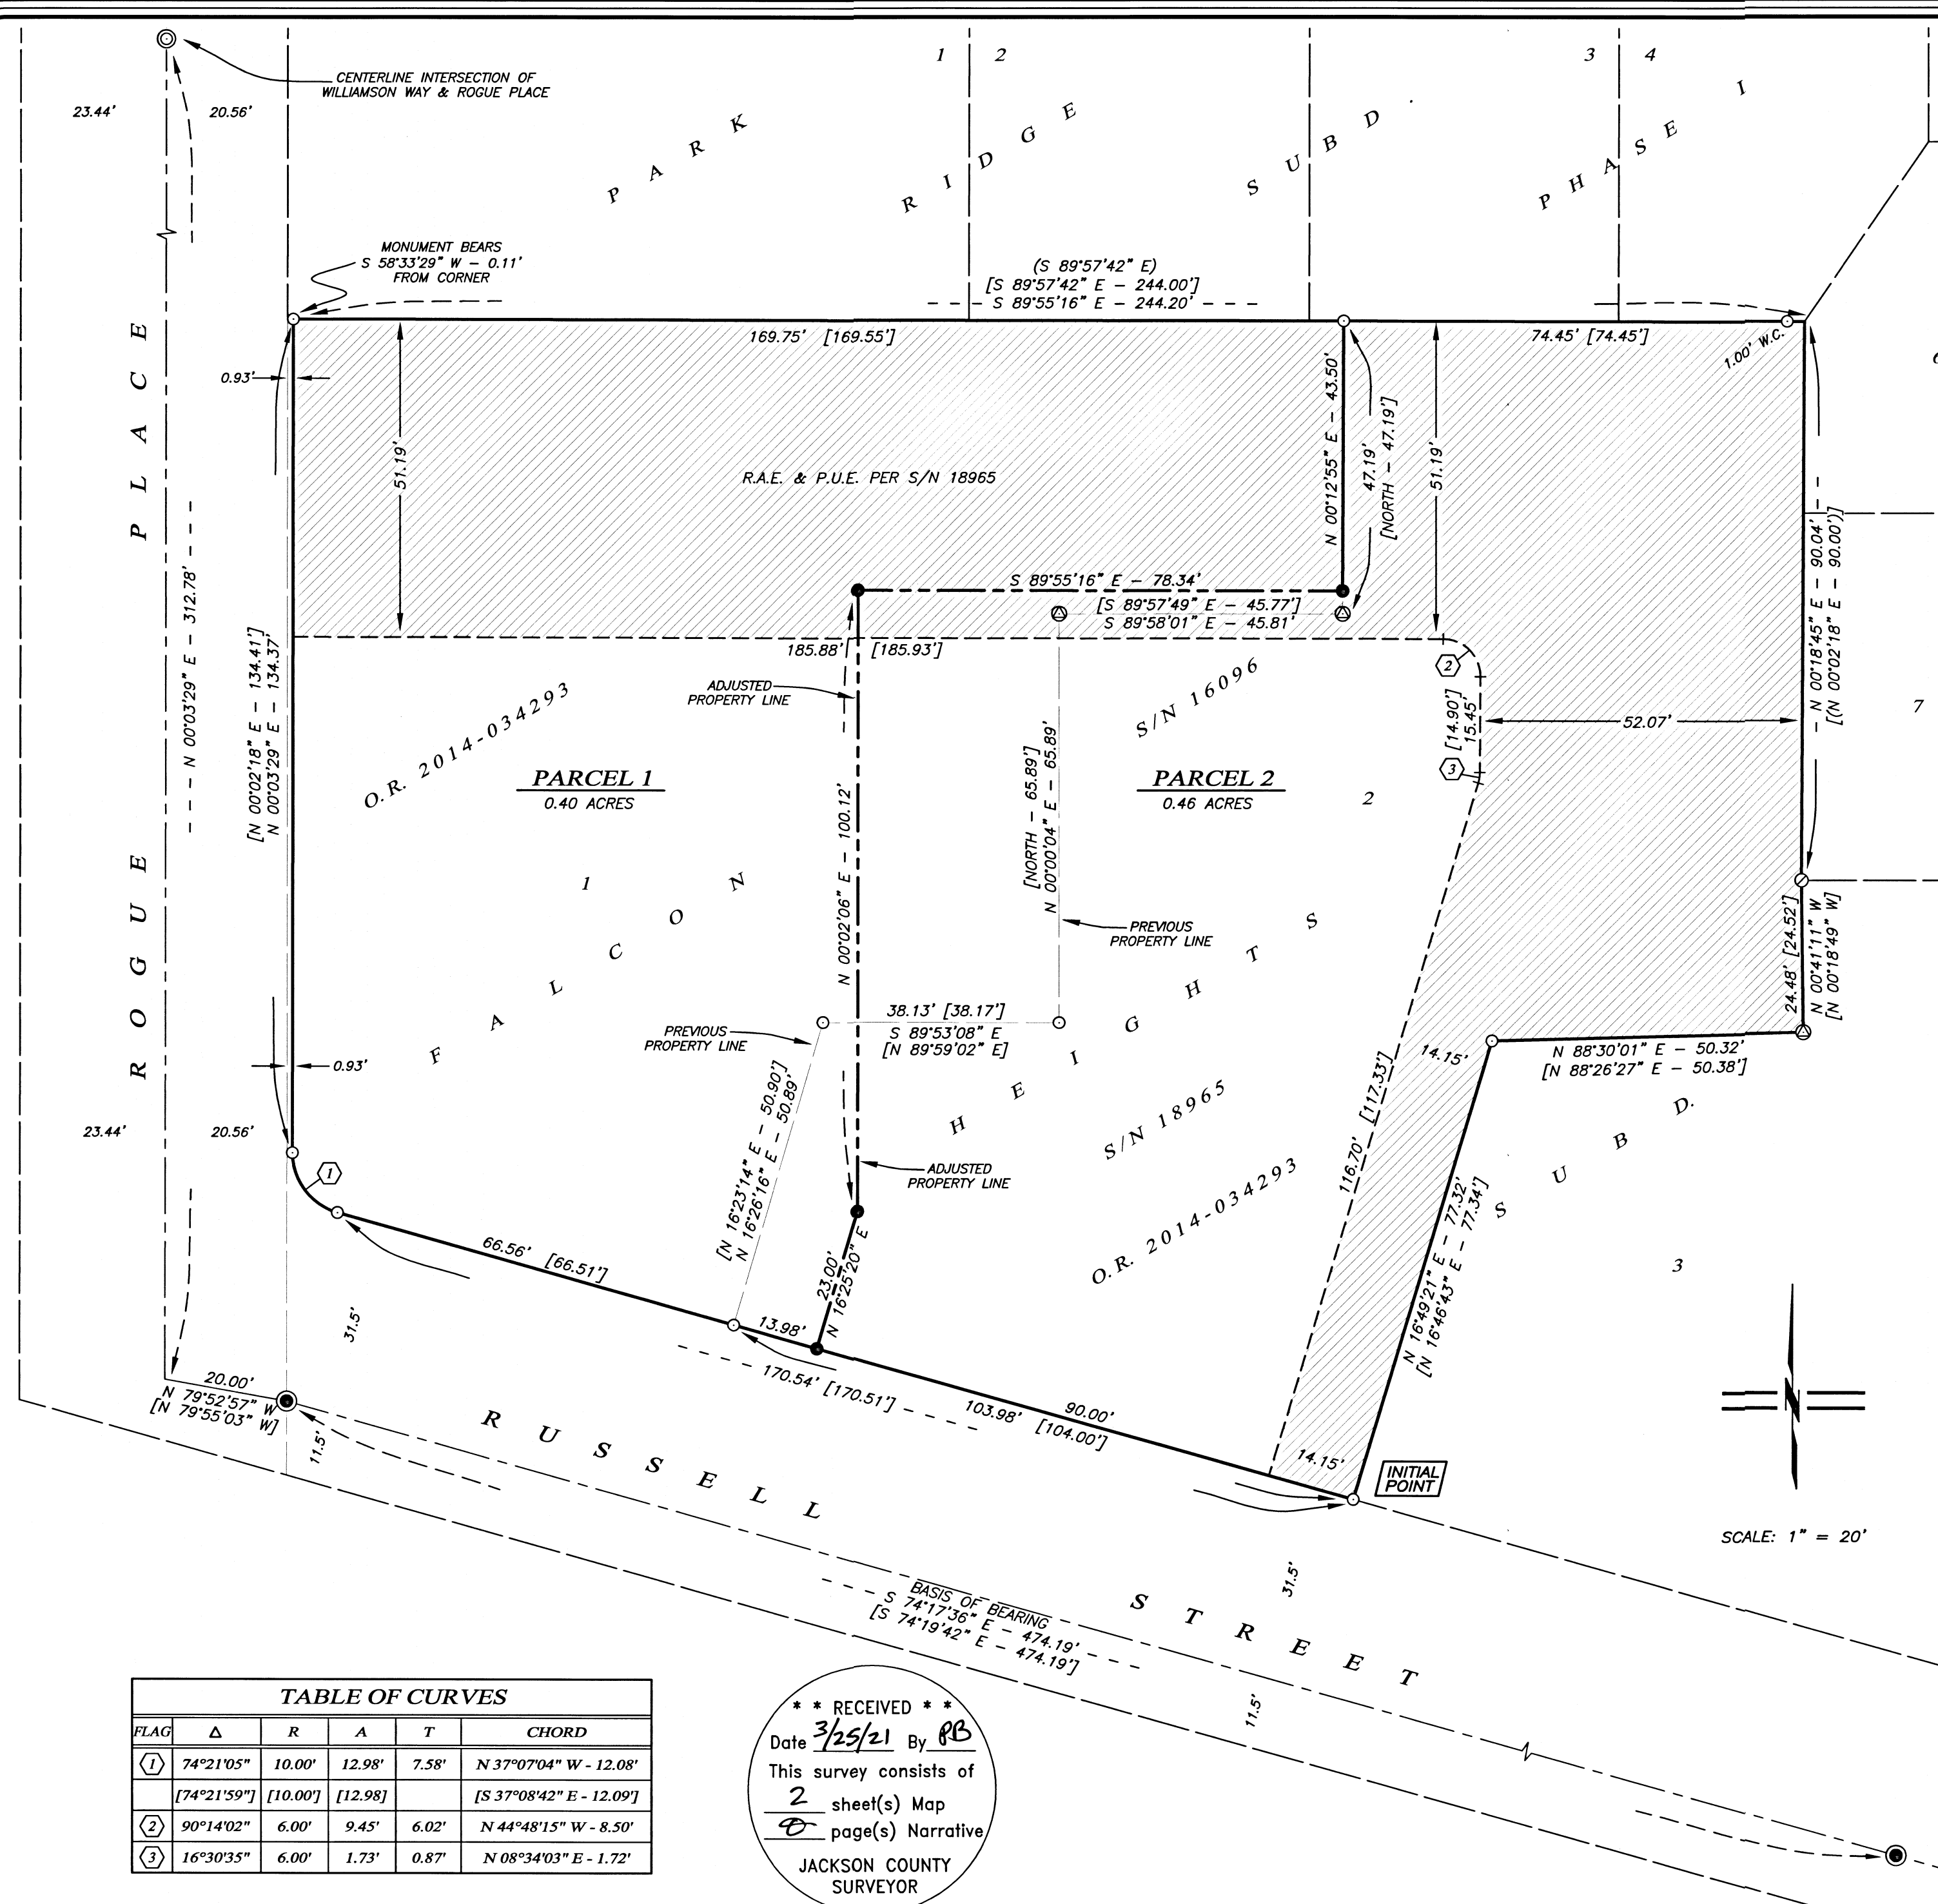 CENTERLINE INTERSECTION OF
WILLIAMSON WAY & ROGUE PLACE
23.44'
20.56'
1
2
3
4
PARK RIDGE SUBD. PHASE I
MONUMENT BEARS
S 58°33'29" W – 0.11'
FROM CORNER
(S 89°57'42" E)
[S 89°57'42" E – 244.00']
S 89°55'16" E – 244.20'
169.75' [169.55']
74.45' [74.45']
1.00' W.C.
6
0.93'
51.19'
R.A.E. & P.U.E. PER S/N 18965
N 00°12'55" E – 43.50'
47.19'
[NORTH – 47.19']
51.19'
N 00°18'45" E – 90.04'
[(N 00°02'18" E – 90.00')]
S 89°55'16" E – 78.34'
[S 89°57'49" E – 45.77']
S 89°58'01" E – 45.81'
185.88' [185.93']
ROGUE PLACE
N 00°03'29" E – 312.78'
[N 00°02'18" E – 134.41']
N 00°03'29" E – 134.37'
ADJUSTED
PROPERTY LINE
O.R. 2014-034293
S/N 16096
2
[14.90']
15.45'
3
52.07'
7
PARCEL 1
0.40 ACRES
PARCEL 2
0.46 ACRES
2
N 00°02'06" E – 100.12'
[NORTH – 65.89']
N 00°00'04" E – 65.89'
1
FALCON HEIGHTS SUBD.
PREVIOUS
PROPERTY LINE
24.48' [24.52']
N 00°41'11" W
[N 00°18'49" W]
38.13' [38.17']
S 89°53'08" E
[N 89°59'02" E]
PREVIOUS
PROPERTY LINE
0.93'
14.15'
N 88°30'01" E – 50.32'
[N 88°26'27" E – 50.38']
23.44'
20.56'
1
[N 16°23'14" E – 50.90']
N 16°26'16" E – 50.89'
S/N 18965
116.70' [117.33']
ADJUSTED
PROPERTY LINE
O.R. 2014-034293
N 16°49'21" E – 77.32'
[N 16°46'43" E – 77.34']
3
66.56' [66.51']
23.00'
N 16°25'20" E
31.5'
13.98'
170.54' [170.51']
90.00'
103.98' [104.00']
20.00'
N 79°52'57" W
[N 79°55'03" W]
11.5'
14.15'
INITIAL
POINT
SCALE: 1" = 20'
RUSSELL STREET
31.5'
BASIS OF BEARING
S 74°17'36" E – 474.19'
[S 74°19'42" E – 474.19']
11.5'
TABLE OF CURVES
FLAG Δ R A T CHORD
1 74°21'05" 10.00' 12.98' 7.58' N 37°07'04" W - 12.08'
[74°21'59"] [10.00'] [12.98] [S 37°08'42" E - 12.09']
2 90°14'02" 6.00' 9.45' 6.02' N 44°48'15" W - 8.50'
3 16°30'35" 6.00' 1.73' 0.87' N 08°34'03" E - 1.72'
* * RECEIVED * *
Date 3/25/21 By PB
This survey consists of
2 sheet(s) Map
0 page(s) Narrative
JACKSON COUNTY
SURVEYOR